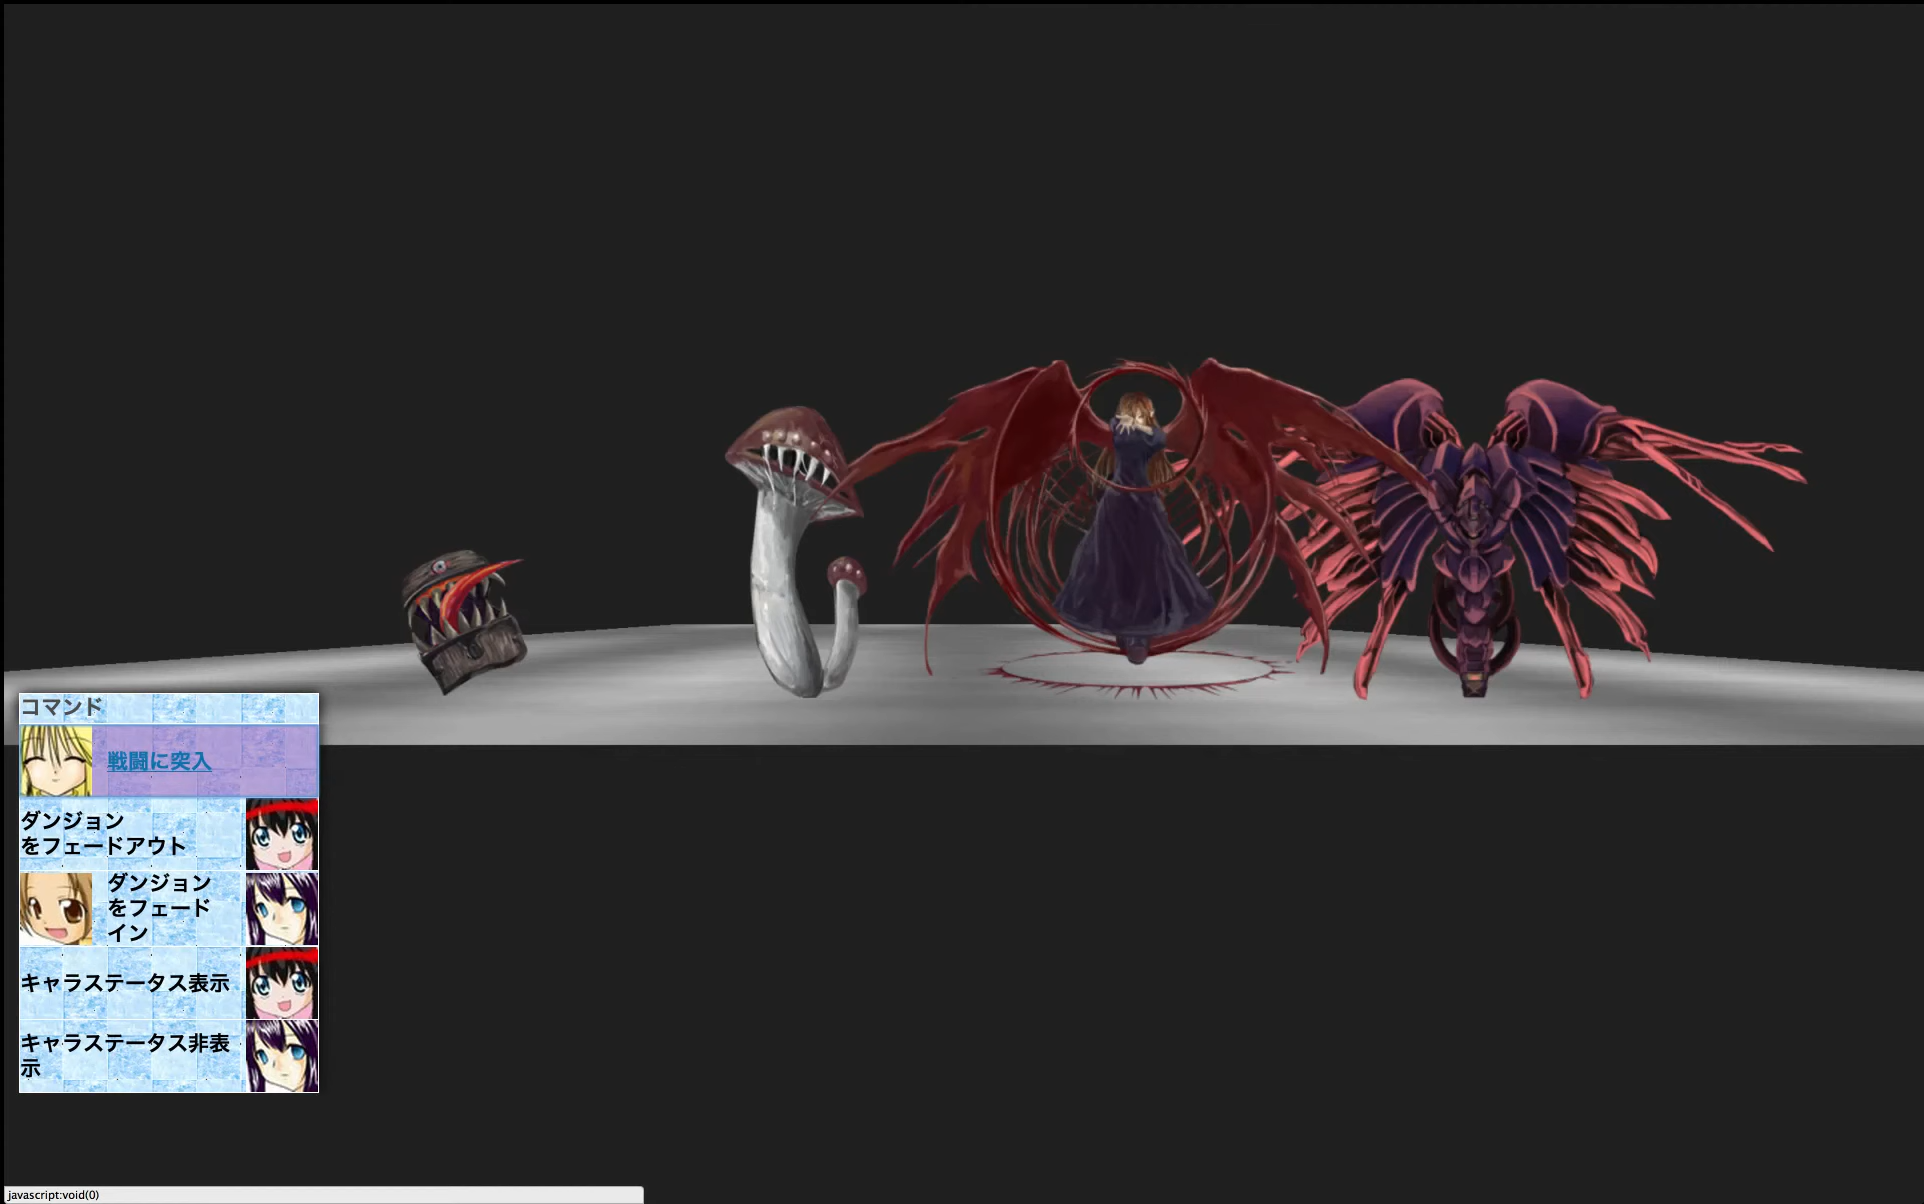 コマンド
戦闘に突入
ダンジョン
をフェードアウト
ダンジョン
をフェード
イン
キャラステータス表示
キャラステータス非表
示
javascript:void(0)